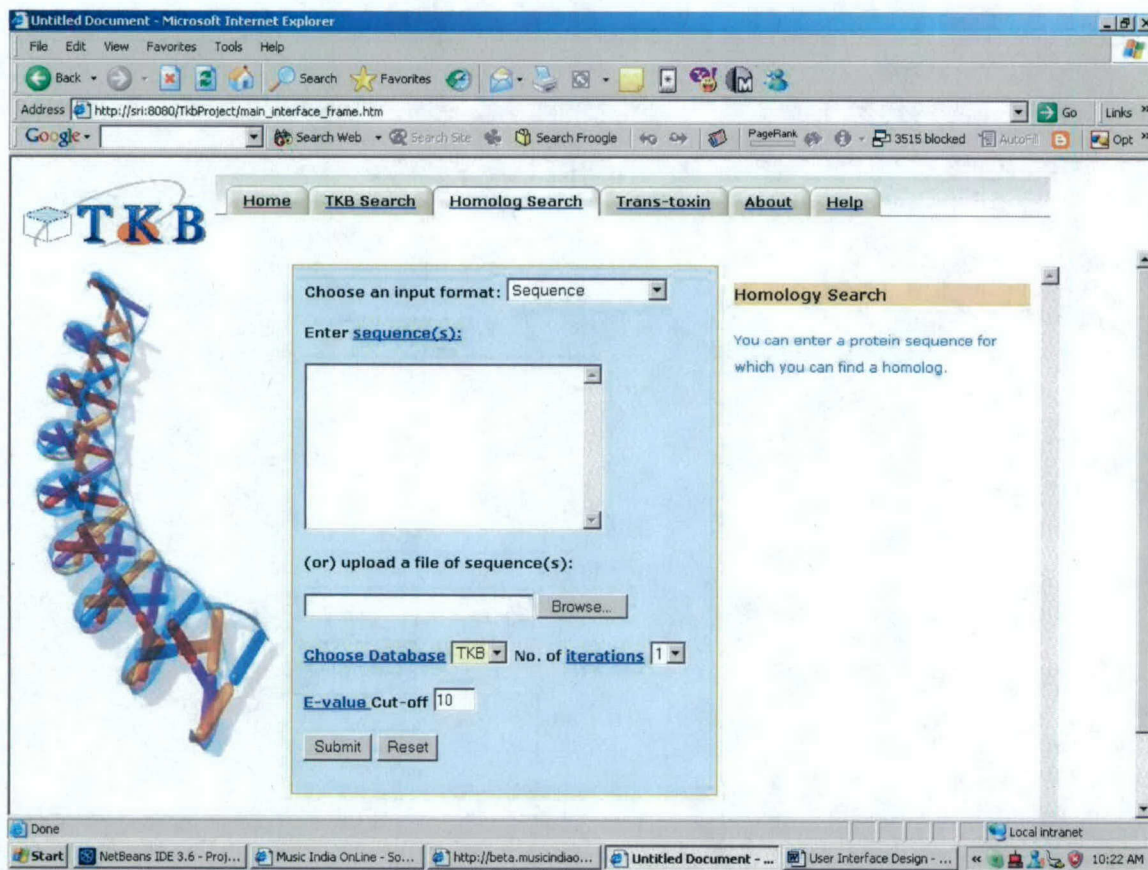 Untitled Document - Microsoft Internet Explorer
File Edit View Favorites Tools Help
Back Search Favorites
Address http://sri:8080/TkbProject/main_interface_frame.htm Go Links »
Google Search Web Search Site Search Froogle PageRank 3515 blocked AutoFill Opt »
TKB
Home TKB Search Homolog Search Trans-toxin About Help
Choose an input format: Sequence
Enter sequence(s):
(or) upload a file of sequence(s):
Browse...
Choose Database TKB No. of iterations 1
E-value Cut-off 10
Submit Reset
Homology Search
You can enter a protein sequence for
which you can find a homolog.
Done Local intranet
Start NetBeans IDE 3.6 - Proj... Music India OnLine - So... http://beta.musicindiao... Untitled Document - ... User Interface Design - ... « 10:22 AM